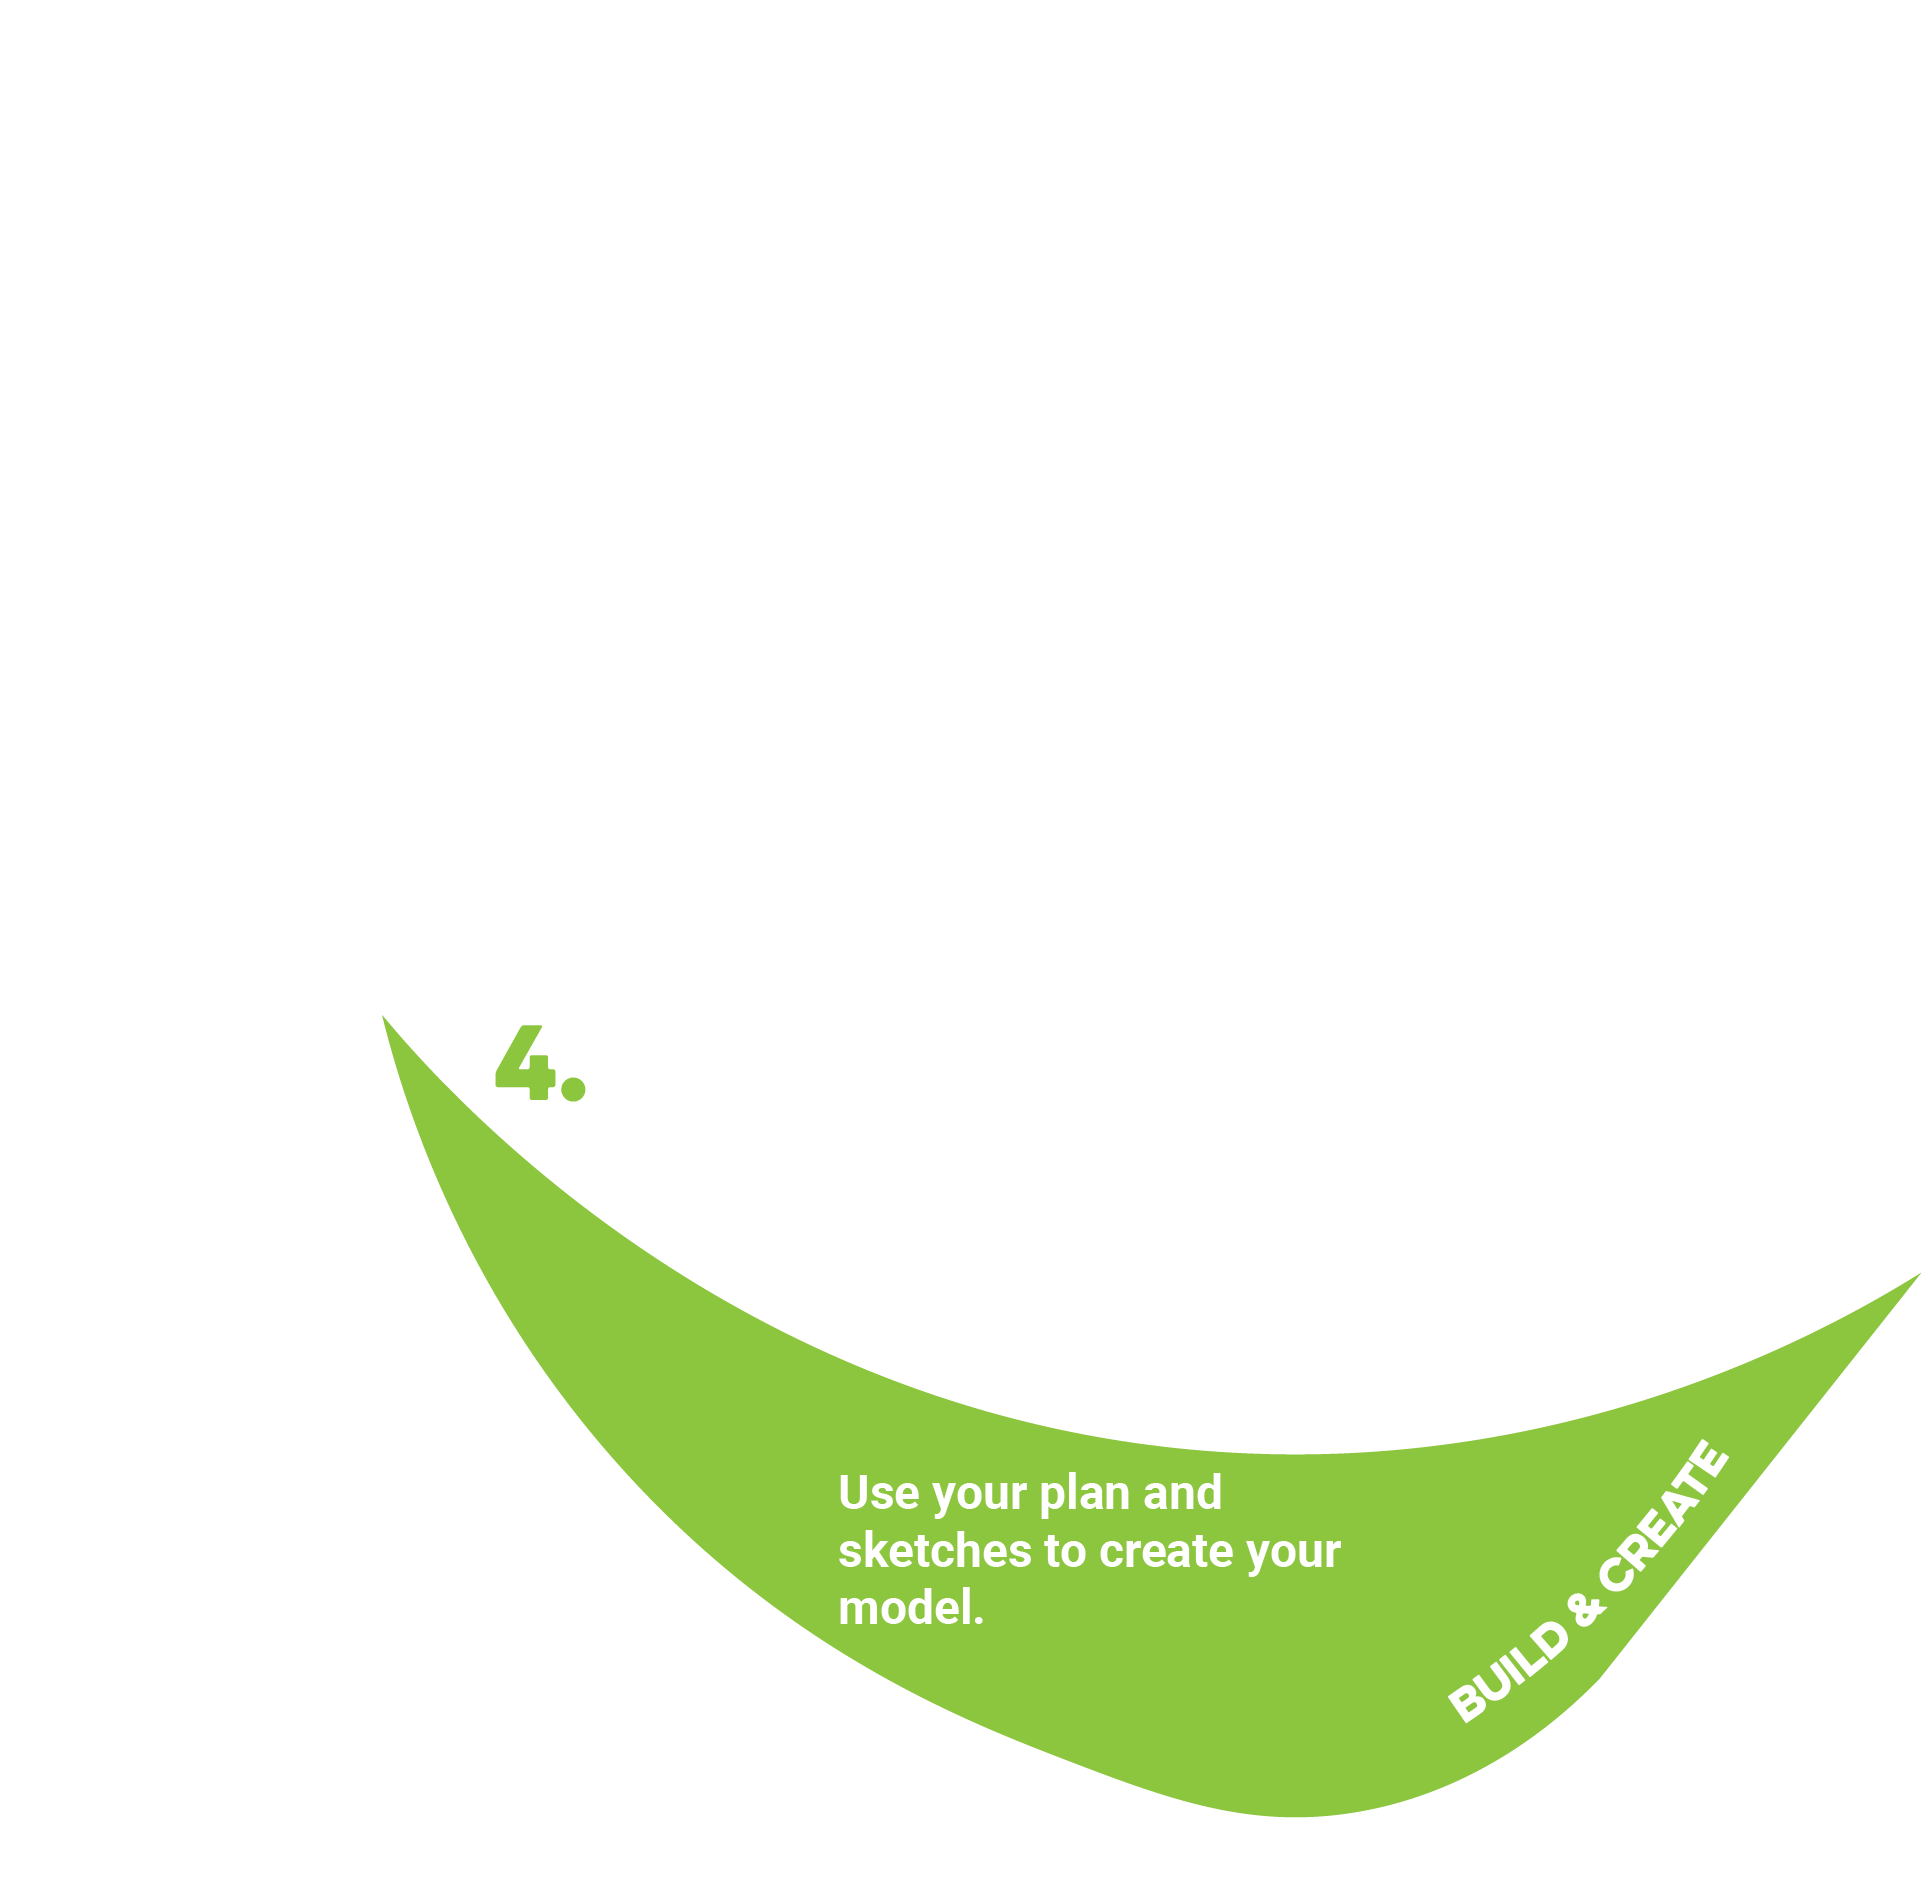 4.
Use your plan and
sketches to create your
model.
BUILD & CREATE